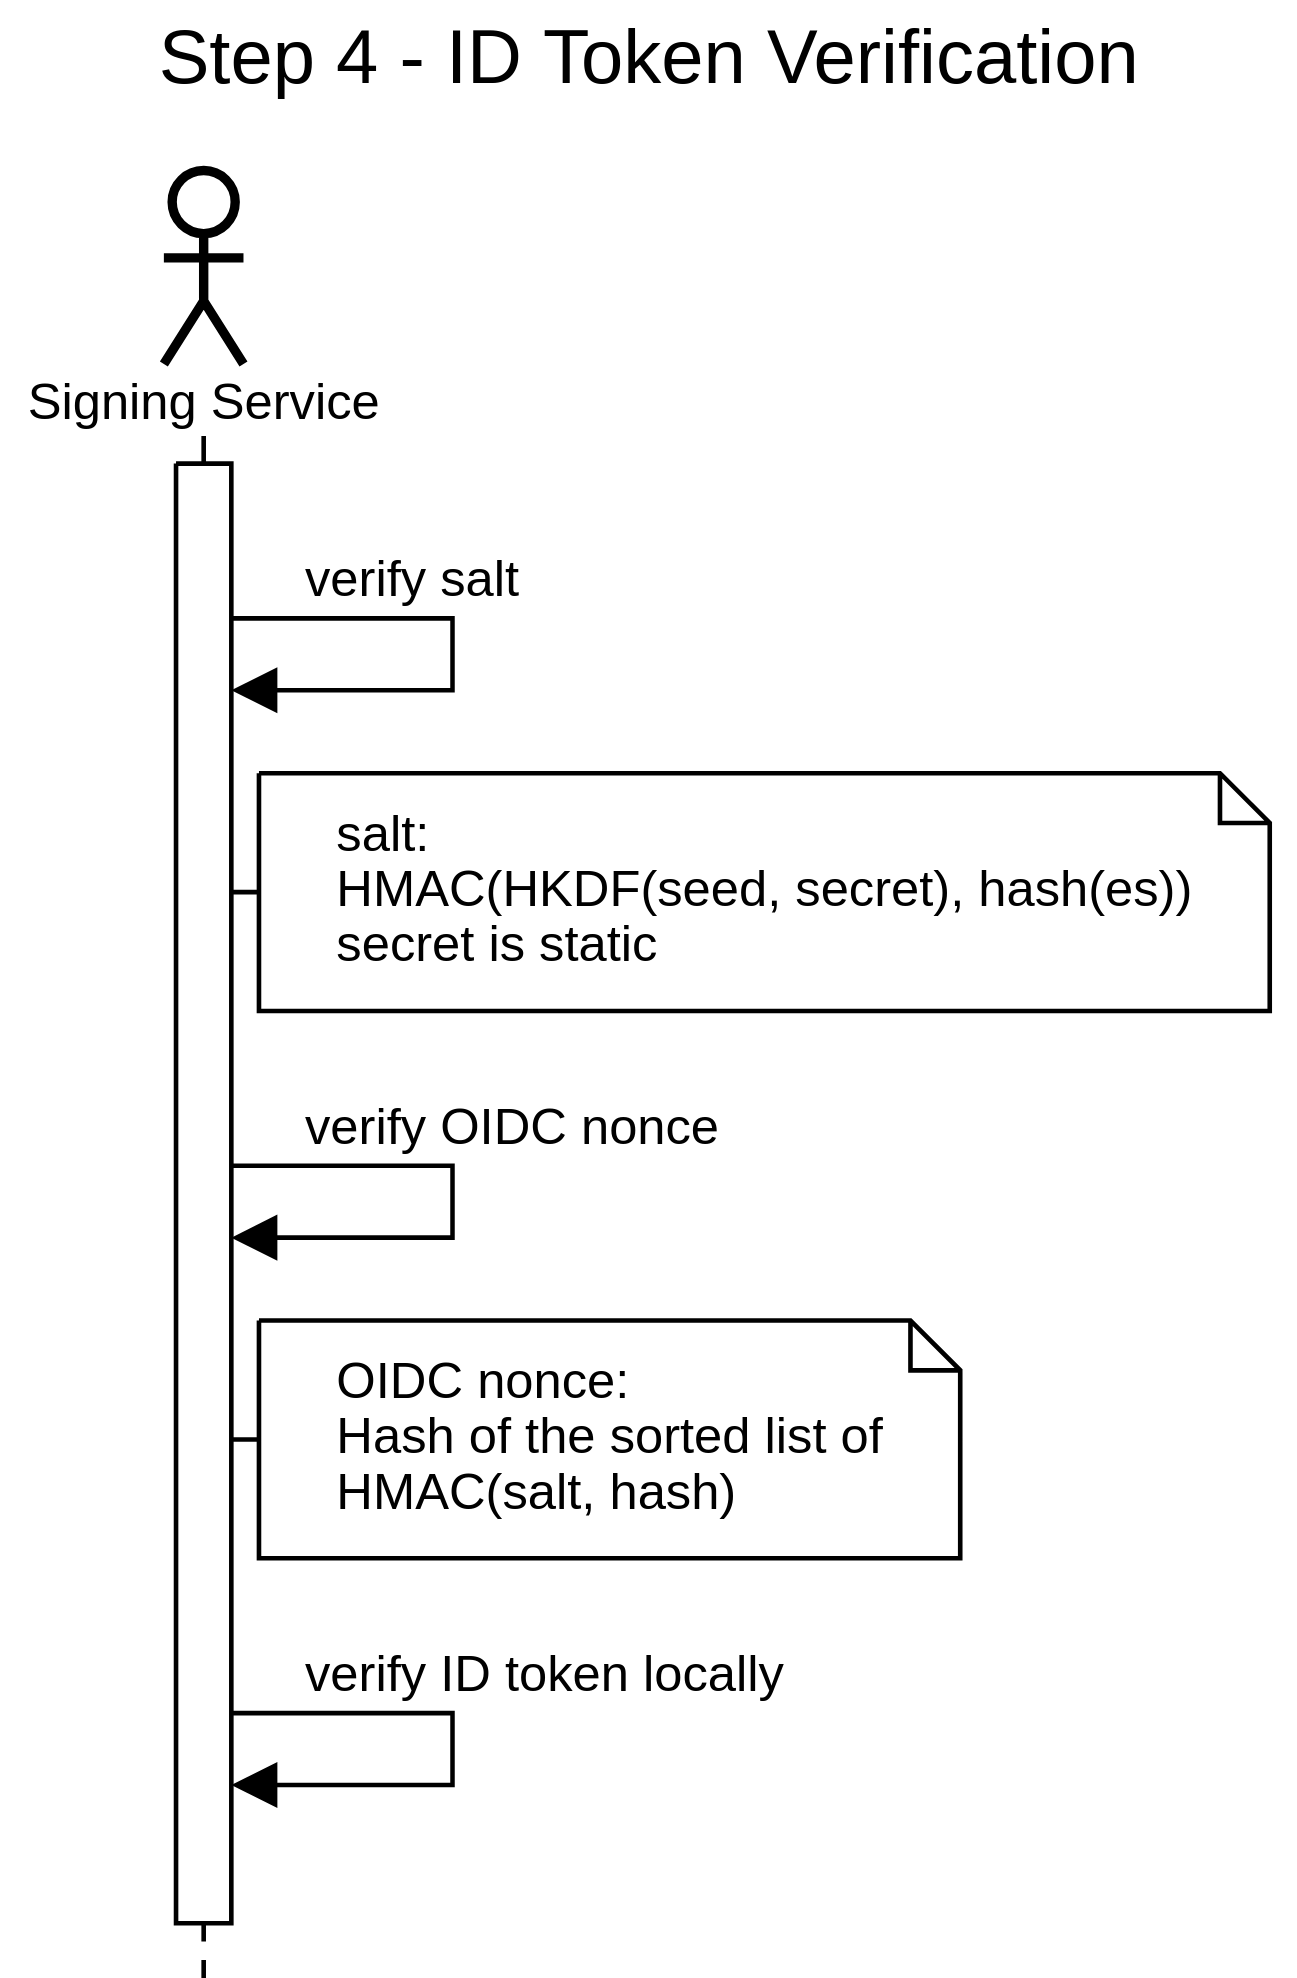 Step 4 - ID Token Verification
Signing Service
verify salt
salt:
HMAC(HKDF(seed, secret), hash(es))
secret is static
verify OIDC nonce
OIDC nonce:
Hash of the sorted list of
HMAC(salt, hash)
verify ID token locally